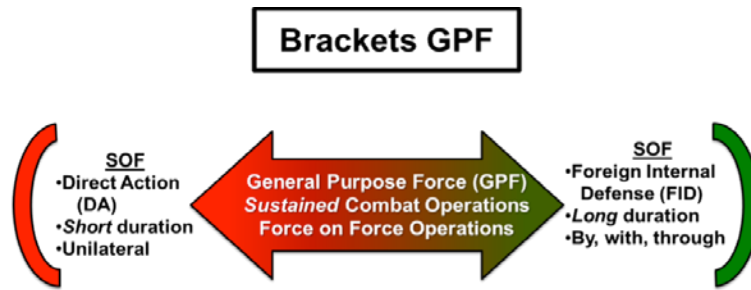 Brackets GPF
SOF
•Direct Action
(DA)
•Short duration
•Unilateral
General Purpose Force (GPF)
Sustained Combat Operations
Force on Force Operations
SOF
•Foreign Internal
Defense (FID)
•Long duration
•By, with, through